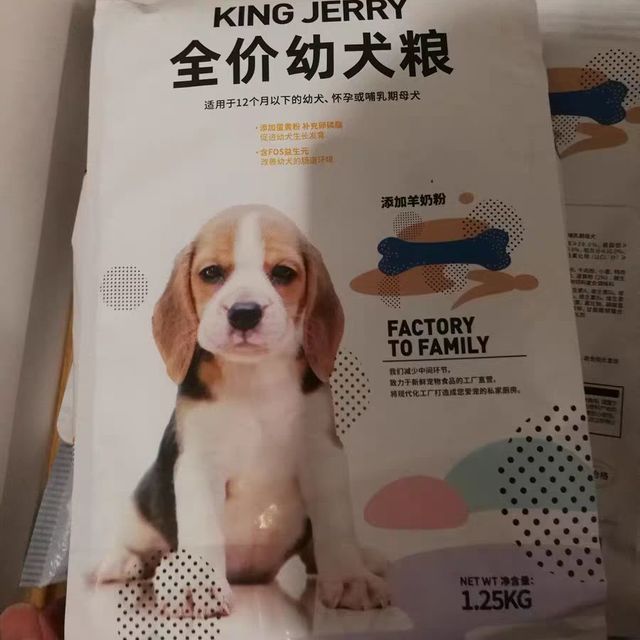 KING JERRY
全价幼犬粮
适用于12个月以下的幼犬、怀孕或哺乳期母犬
·添加蛋黄粉 补充卵磷脂
促进幼犬生长发育
·含FOS益生元
改善幼犬的肠道环境
添加羊奶粉
FACTORY
TO FAMILY
我们减少中间环节,
致力于新鲜宠物食品的工厂直营,
将现代化工厂打造成您爱宠的私家厨房。
NET WT 净含量:
1.25KG